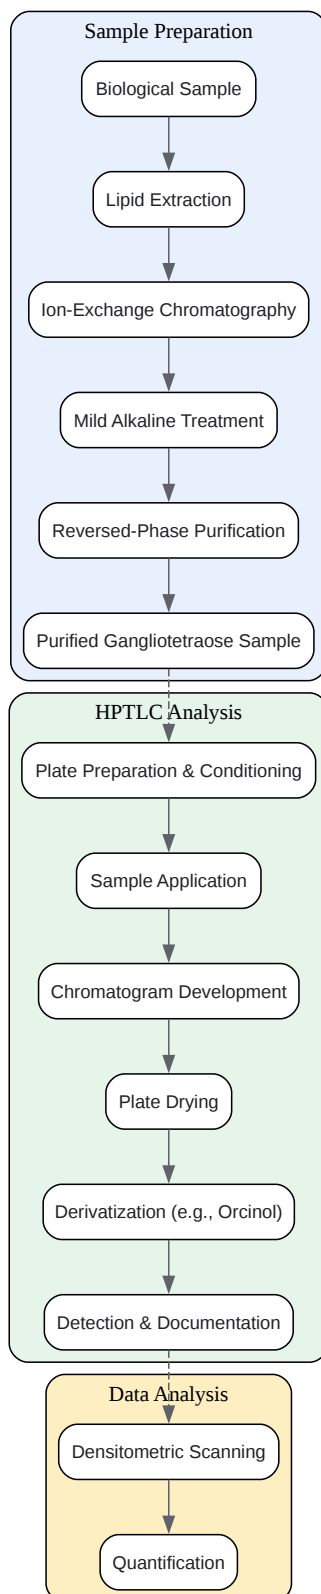 Sample Preparation
Biological Sample
Lipid Extraction
Ion-Exchange Chromatography
Mild Alkaline Treatment
Reversed-Phase Purification
Purified Gangliotetraose Sample
HPTLC Analysis
Plate Preparation & Conditioning
Sample Application
Chromatogram Development
Plate Drying
Derivatization (e.g., Orcinol)
Detection & Documentation
Data Analysis
Densitometric Scanning
Quantification